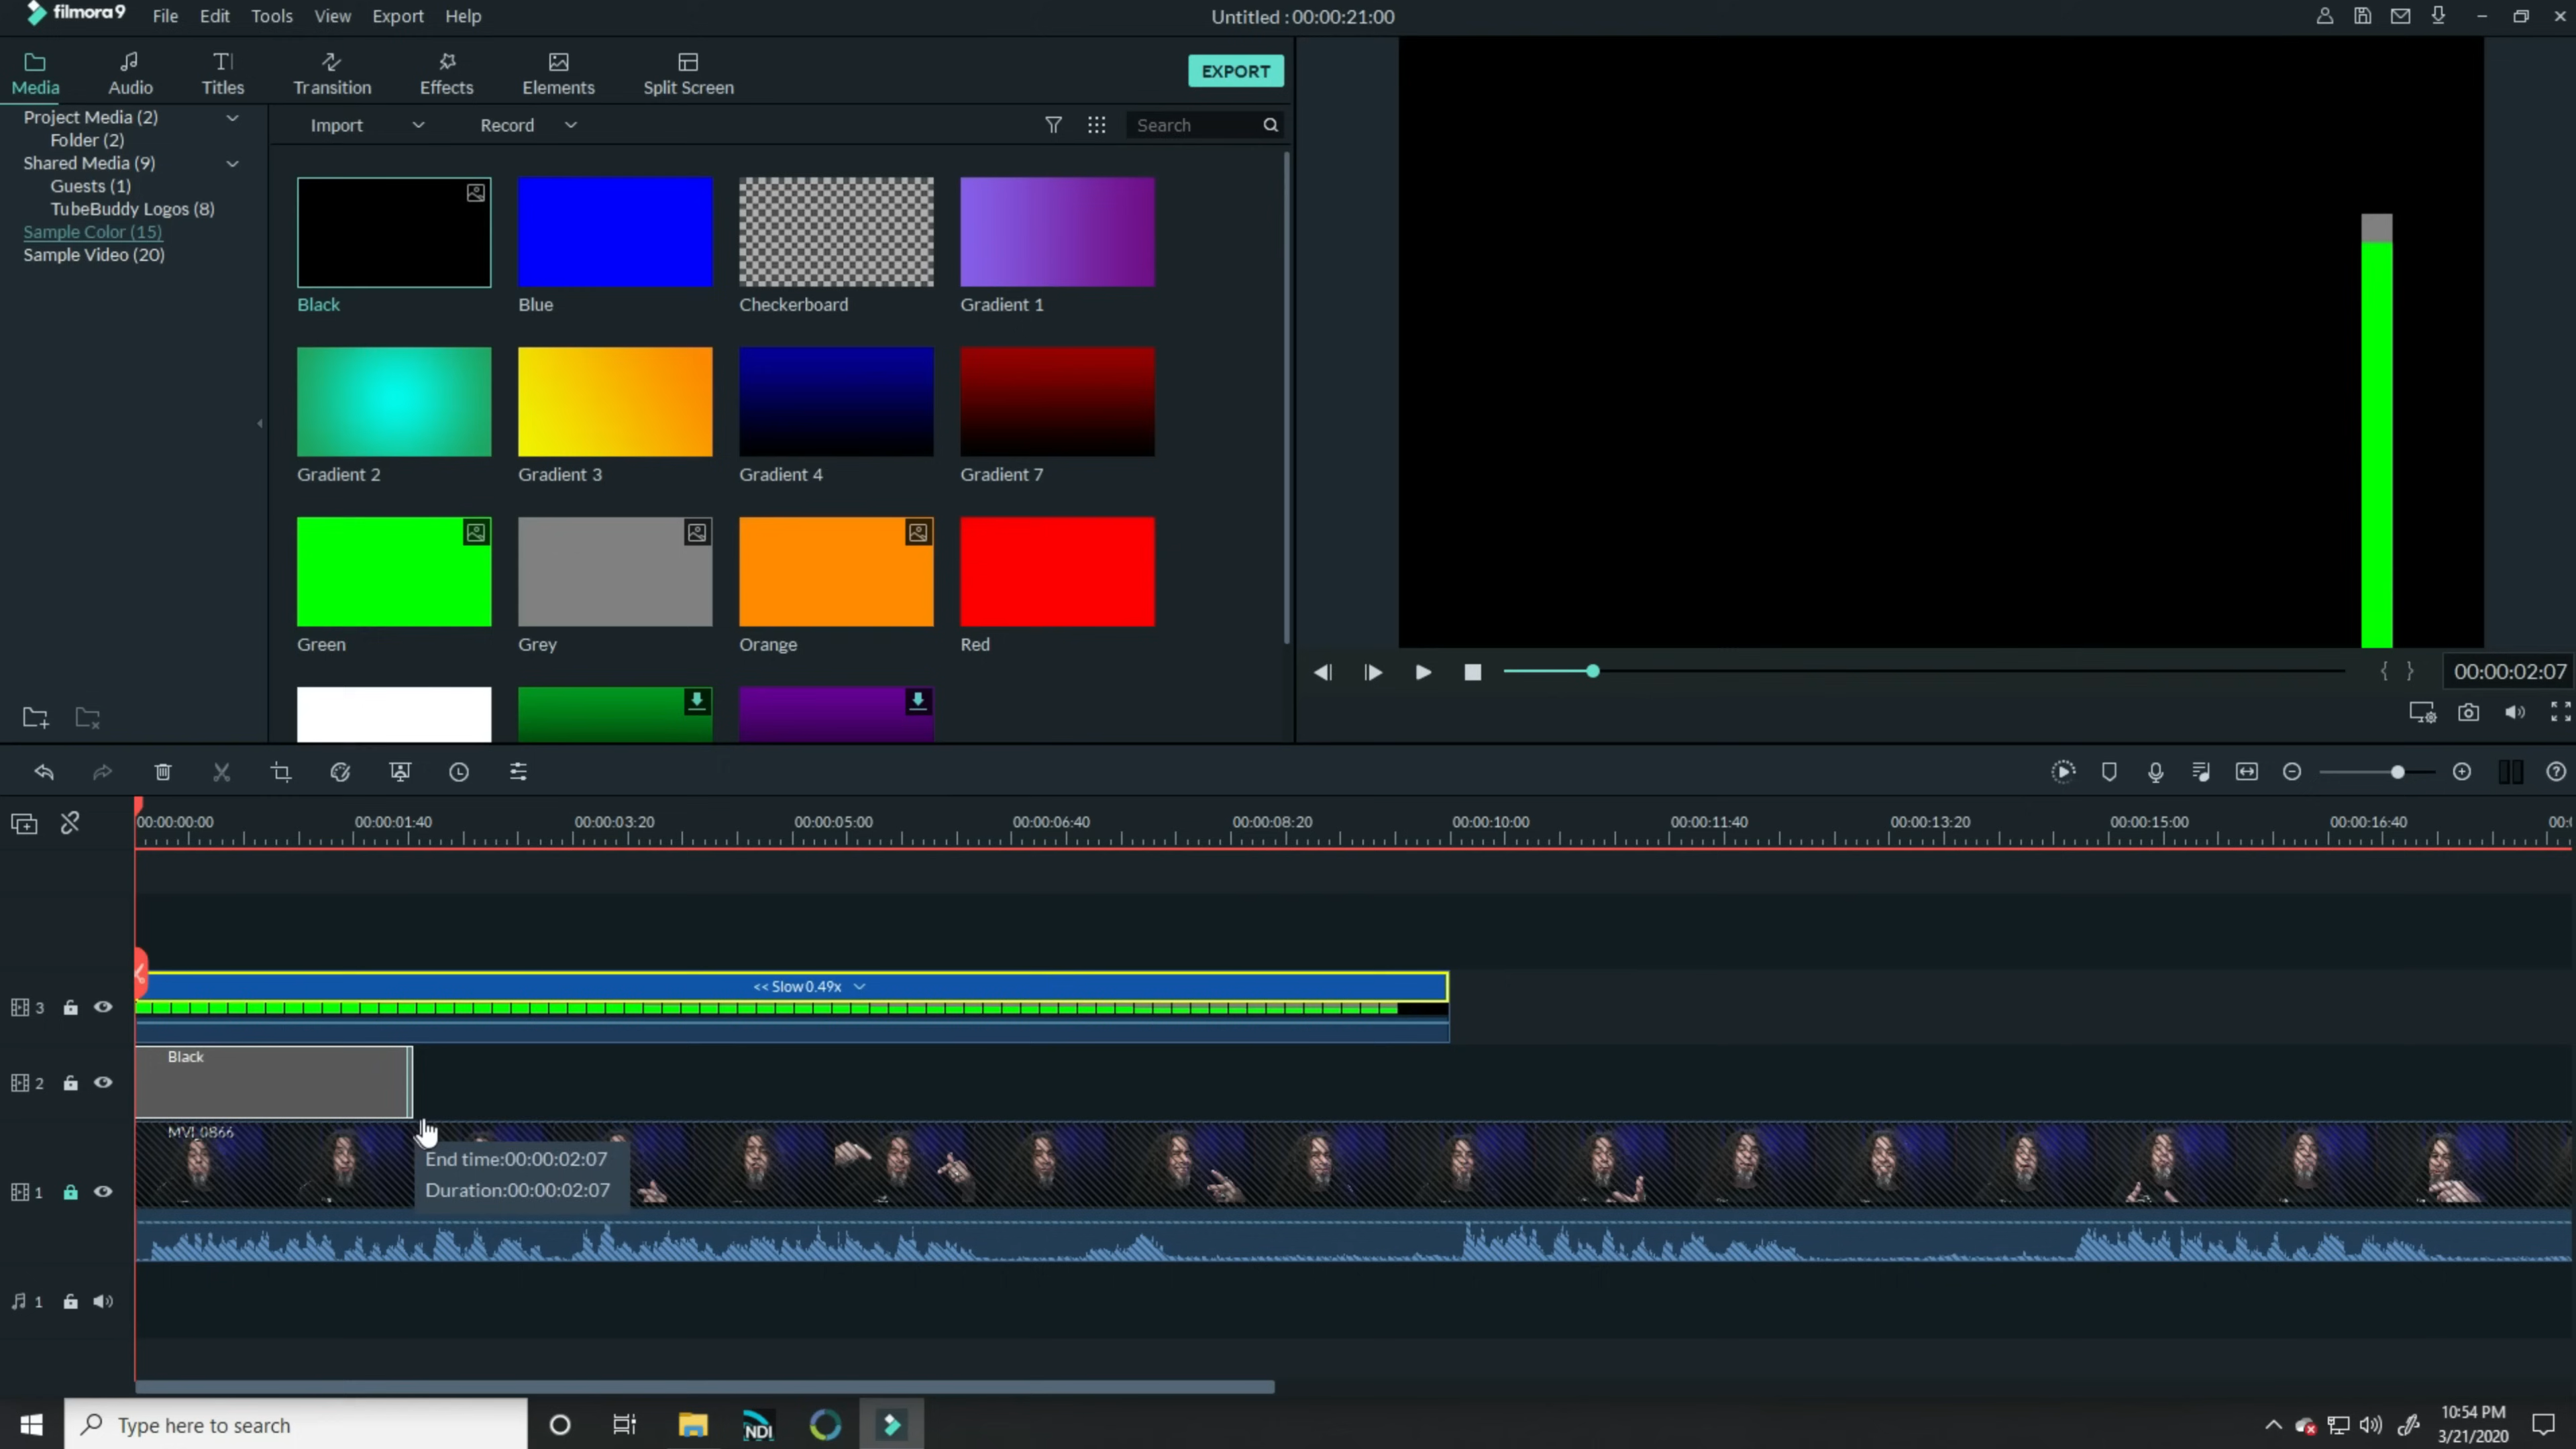 filmora9 File Edit Tools View Export Help Untitled : 00:00:21:00
Media Audio Titles Transition Effects Elements Split Screen EXPORT
Project Media (2)
Folder (2)
Shared Media (9)
Guests (1)
TubeBuddy Logos (8)
Sample Color (15)
Sample Video (20)
Import Record Search
Black Blue Checkerboard Gradient 1
Gradient 2 Gradient 3 Gradient 4 Gradient 7
Green Grey Orange Red
{ } 00:00:02:07
00:00:00:00 00:00:01:40 00:00:03:20 00:00:05:00 00:00:06:40 00:00:08:20 00:00:10:00 00:00:11:40 00:00:13:20 00:00:15:00 00:00:16:40
<< Slow 0.49x
3
Black
2
MVI_0866
End time:00:00:02:07
Duration:00:00:02:07
1
1
Type here to search
NDI
10:54 PM
3/21/2020